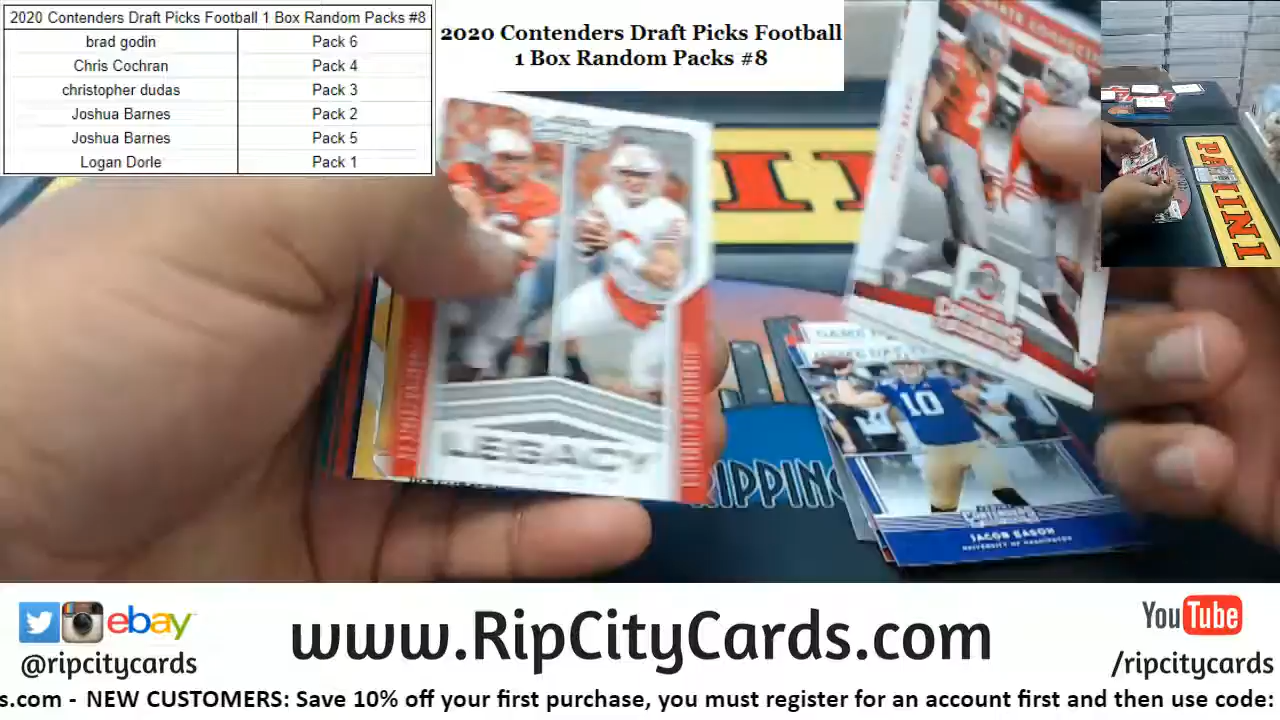 2020 Contenders Draft Picks Football 1 Box Random Packs #8
brad godin Pack 6
Chris Cochran Pack 4
christopher dudas Pack 3
Joshua Barnes Pack 2
Joshua Barnes Pack 5
Logan Dorle Pack 1
2020 Contenders Draft Picks Football
1 Box Random Packs #8
PANINI
LEGACY
10
JACOB EASON
UNIVERSITY OF WASHINGTON
RIPPING
ebay
@ripcitycards
www.RipCityCards.com
YouTube
/ripcitycards
s.com - NEW CUSTOMERS: Save 10% off your first purchase, you must register for an account first and then use code: